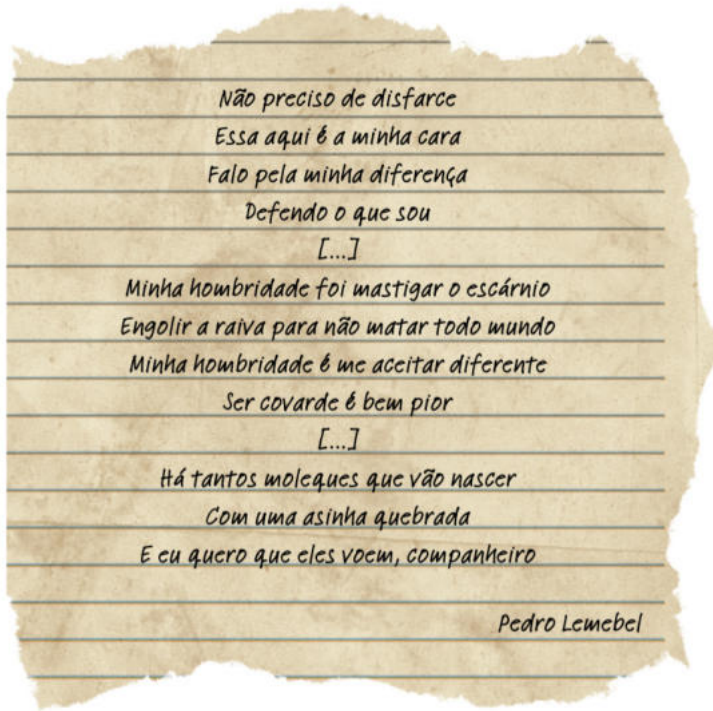 Não preciso de disfarce
Essa aqui é a minha cara
Falo pela minha diferença
Defendo o que sou
[...]
Minha hombridade foi mastigar o escárnio
Engolir a raiva para não matar todo mundo
Minha hombridade é me aceitar diferente
Ser covarde é bem pior
[...]
Há tantos moleques que vão nascer
Com uma asinha quebrada
E eu quero que eles voem, companheiro
Pedro Lemebel